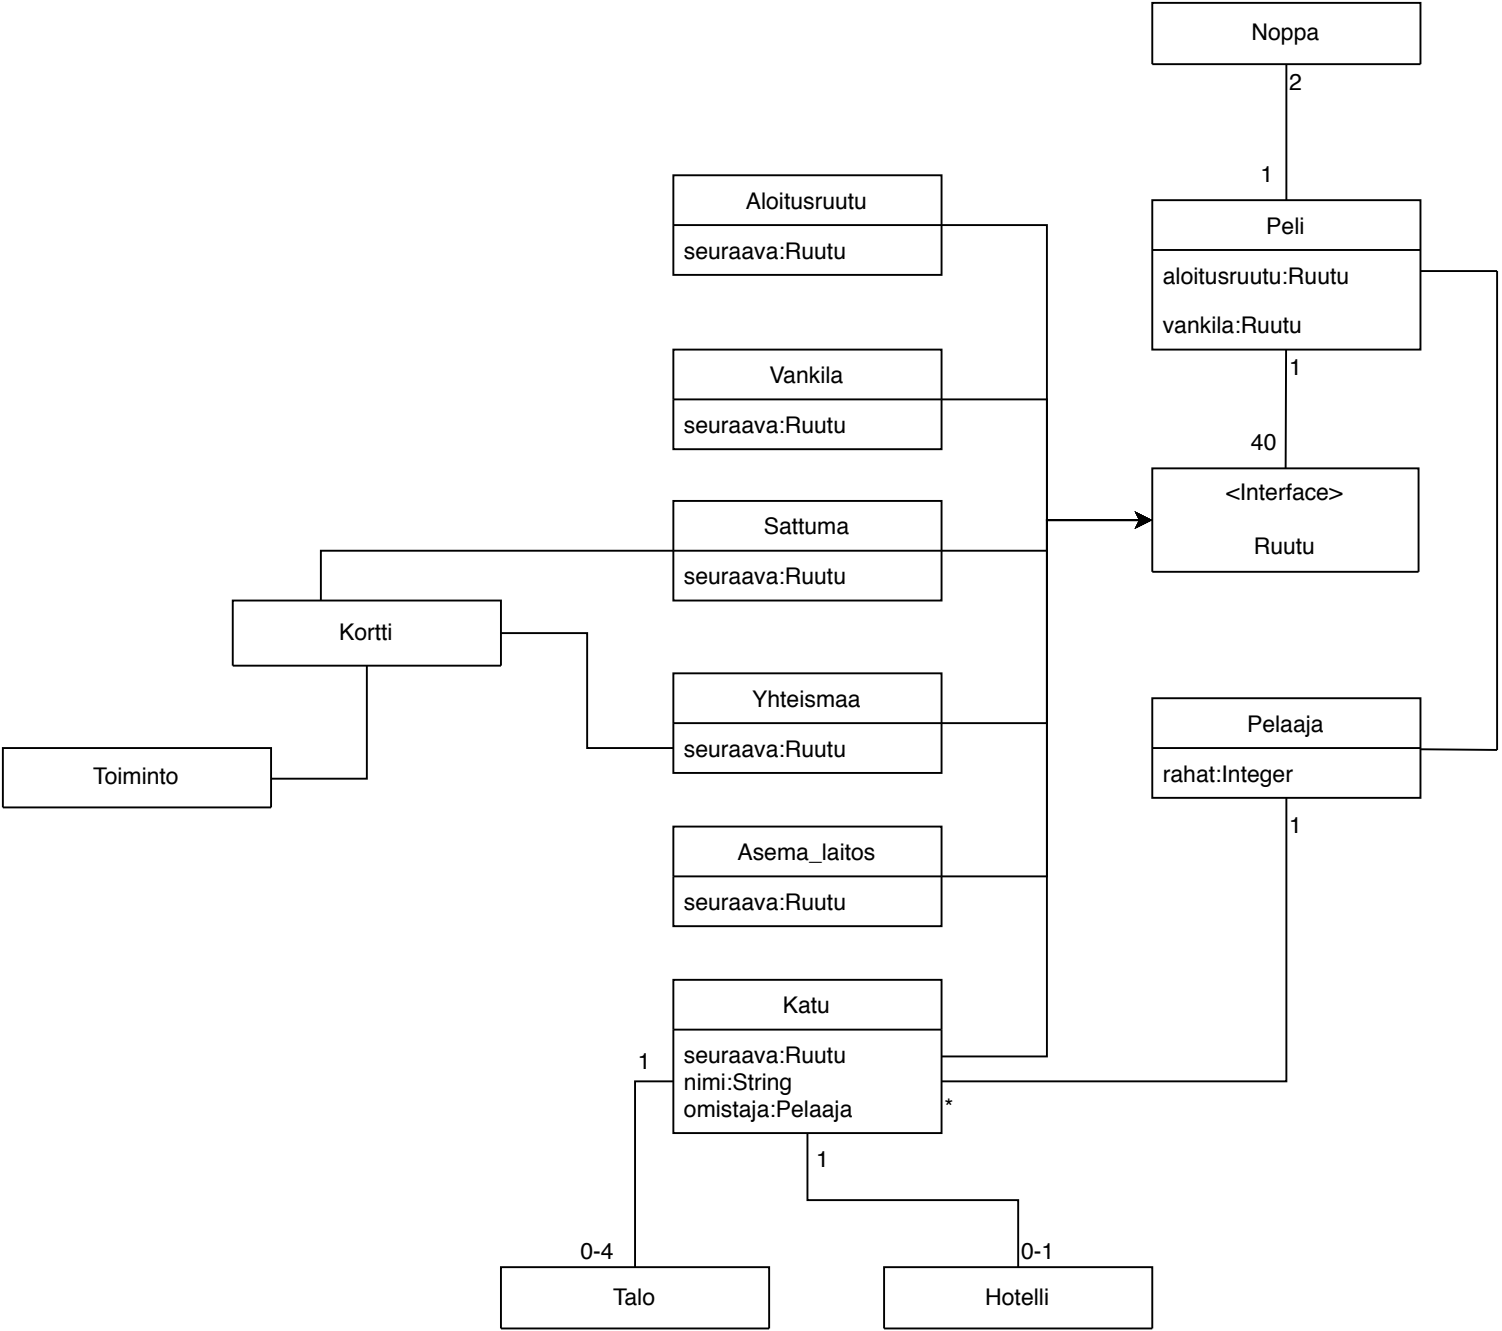 Noppa
2
1
Aloitusruutu
seuraava:Ruutu
Peli
aloitusruutu:Ruutu
vankila:Ruutu
1
40
Vankila
seuraava:Ruutu
<Interface>
Ruutu
Sattuma
seuraava:Ruutu
Kortti
Yhteismaa
seuraava:Ruutu
Pelaaja
rahat:Integer
1
Toiminto
Asema_laitos
seuraava:Ruutu
Katu
seuraava:Ruutu
nimi:String
omistaja:Pelaaja
1
*
1
0-4
0-1
Talo
Hotelli